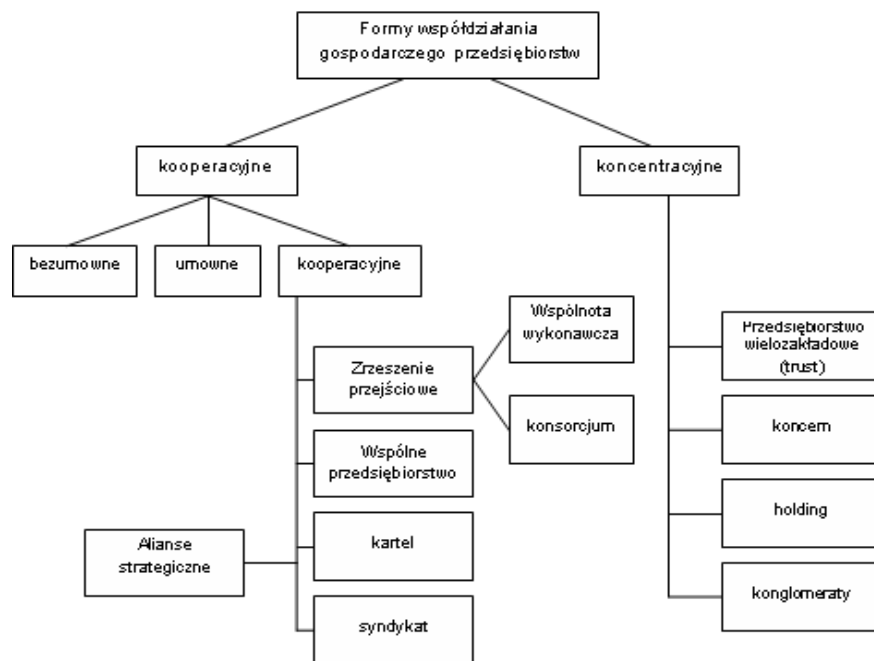 Formy współdziałania
gospodarczego przedsiębiorstw
kooperacyjne
koncentracyjne
bezumowne
umowne
kooperacyjne
Wspólnota
wykonawcza
Przedsiębiorstwo
wielozakładowe
(trust)
Zrzeszenie
przejściowe
konsorcjum
koncern
Wspólne
przedsiębiorstwo
holding
Alianse
strategiczne
kartel
konglomeraty
syndykat